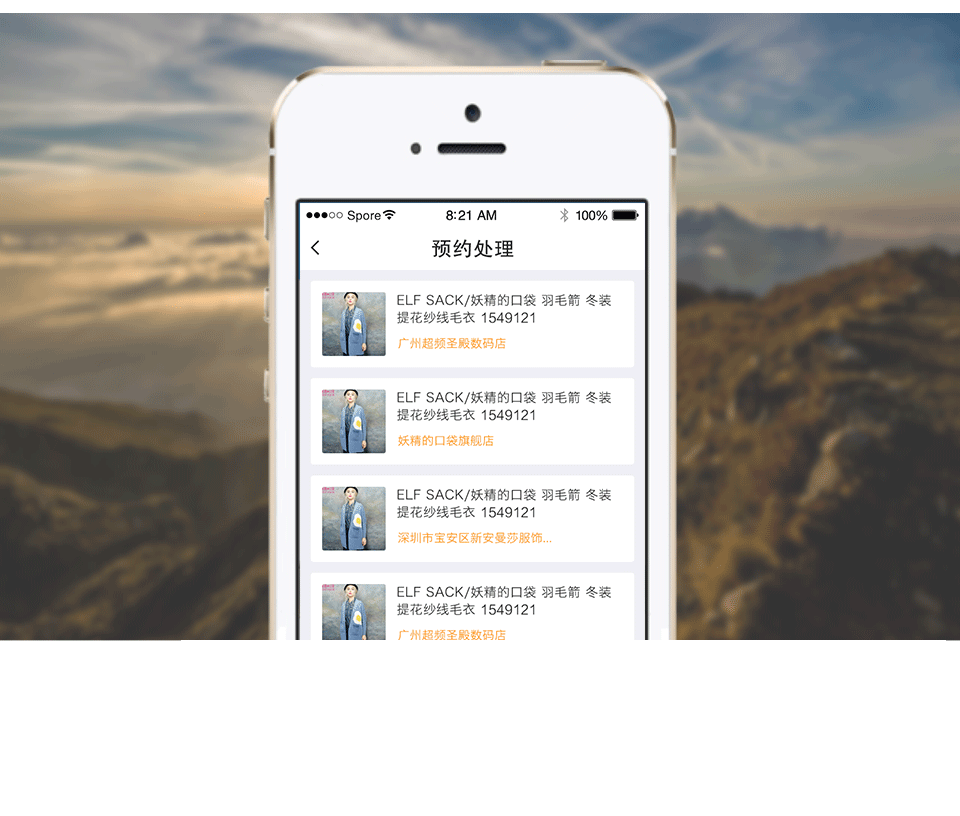 Spore 8:21 AM 100%
预约处理
ELF SACK/妖精的口袋 羽毛箭 冬装
提花纱线毛衣 1549121
广州超频圣殿数码店
ELF SACK/妖精的口袋 羽毛箭 冬装
提花纱线毛衣 1549121
妖精的口袋旗舰店
ELF SACK/妖精的口袋 羽毛箭 冬装
提花纱线毛衣 1549121
深圳市宝安区新安曼莎服饰...
ELF SACK/妖精的口袋 羽毛箭 冬装
提花纱线毛衣 1549121
广州超频圣殿数码店